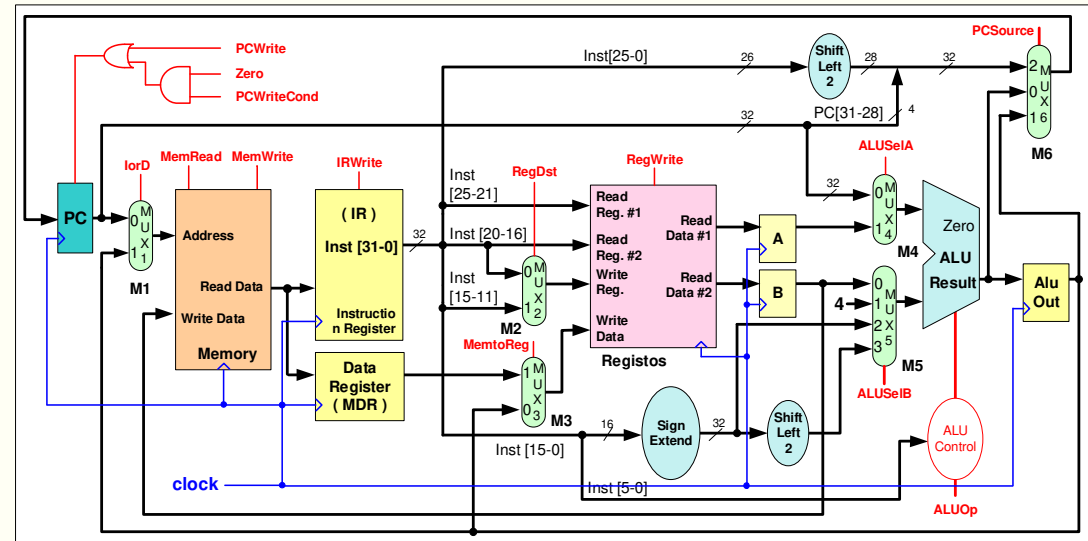 PCWrite
Zero
PCWriteCond
PCSource
Inst[25-0]
26
Shift
Left
2
28
32
2
0
1
M
U
X
6
M6
PC[31-28]
4
32
IorD
MemRead
MemWrite
IRWrite
RegDst
RegWrite
ALUSelA
PC
0
1
M
U
X
1
M1
Address
Read Data
Write Data
Memory
( IR )
Inst [31-0]
Instructio
n Register
32
Data
Register
( MDR )
Inst
[25-21]
Inst [20-16]
Inst
[15-11]
0
1
M
U
X
2
M2
MemtoReg
1
0
M
U
X
3
M3
Read
Reg. #1
Read
Reg. #2
Write
Reg.
Write
Data
Read
Data #1
Read
Data #2
Registos
A
B
32
0
1
M
U
X
4
M4
4
0
1
2
3
M
U
X
5
M5
ALUSelB
Zero
ALU
Result
Alu
Out
Inst [15-0]
16
Sign
Extend
32
Shift
Left
2
ALU
Control
ALUOp
clock
Inst [5-0]